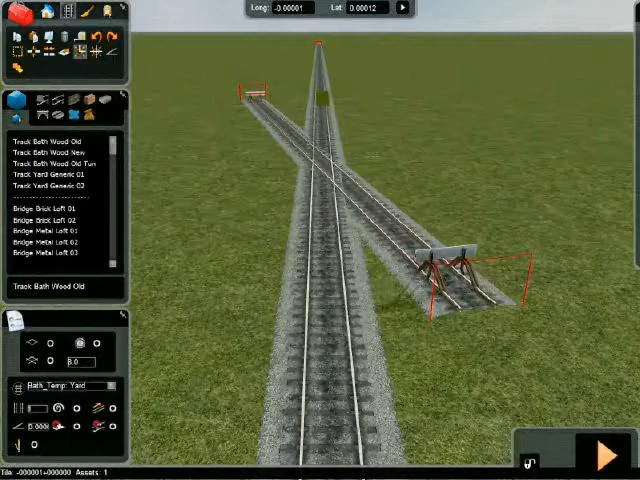 Long: -0.00001 Lat: 0.00012
Track Bath Wood Old
Track Bath Wood New
Track Bath Wood Old Tun
Track Yard Generic 01
Track Yard Generic 02
--------------------
Bridge Brick Loft 01
Bridge Brick Loft 02
Bridge Metal Loft 01
Bridge Metal Loft 02
Bridge Metal Loft 03
Track Bath Wood Old
8.0
Bath_Temp: Yard
Tile: -000001+000000 Assets: 1